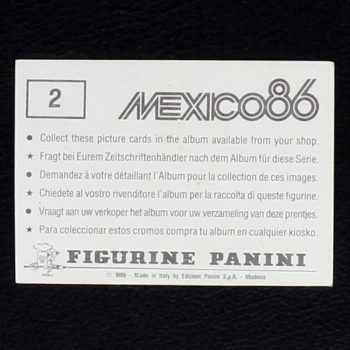 2
MEXICO86
● Collect these picture cards in the album available from your shop.
★ Fragt bei Eurem Zeitschriftenhändler nach dem Album für diese Serie.
● Demandez à votre détaillant l'Album pour la collection de ces images.
★ Chiedete al vostro rivenditore l'album per la raccolta di queste figurine.
● Vraagt aan uw verkoper het album voor uw verzameling van deze prentjes.
★ Para coleccionar estos cromos compra tu album en cualquier kiosko.
FIGURINE PANINI
© 1986 - Made in Italy by Edizioni Panini S.p.A. - Modena